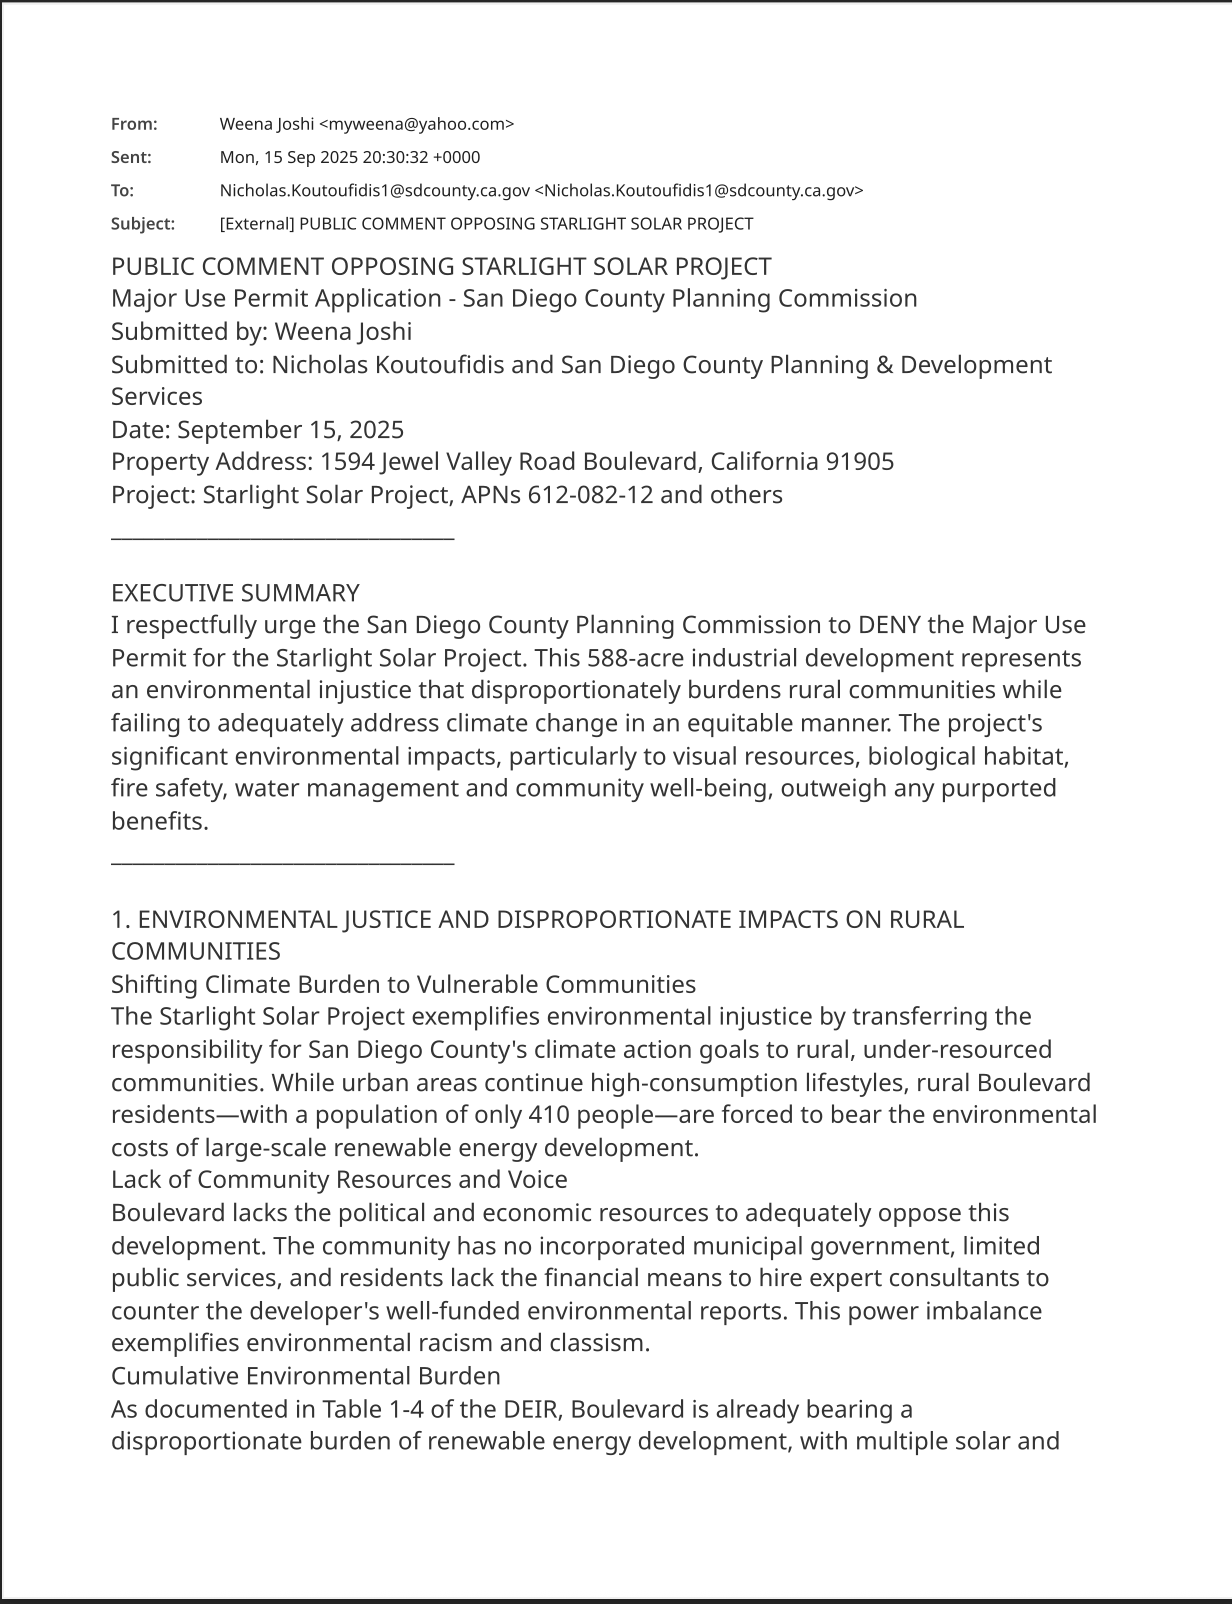 From: Weena Joshi <myweena@yahoo.com>
Sent: Mon, 15 Sep 2025 20:30:32 +0000
To: Nicholas.Koutoufidis1@sdcounty.ca.gov <Nicholas.Koutoufidis1@sdcounty.ca.gov>
Subject: [External] PUBLIC COMMENT OPPOSING STARLIGHT SOLAR PROJECT
PUBLIC COMMENT OPPOSING STARLIGHT SOLAR PROJECT
Major Use Permit Application - San Diego County Planning Commission
Submitted by: Weena Joshi
Submitted to: Nicholas Koutoufidis and San Diego County Planning & Development
Services
Date: September 15, 2025
Property Address: 1594 Jewel Valley Road Boulevard, California 91905
Project: Starlight Solar Project, APNs 612-082-12 and others
______________________________
EXECUTIVE SUMMARY
I respectfully urge the San Diego County Planning Commission to DENY the Major Use
Permit for the Starlight Solar Project. This 588-acre industrial development represents
an environmental injustice that disproportionately burdens rural communities while
failing to adequately address climate change in an equitable manner. The project's
significant environmental impacts, particularly to visual resources, biological habitat,
fire safety, water management and community well-being, outweigh any purported
benefits.
______________________________
1. ENVIRONMENTAL JUSTICE AND DISPROPORTIONATE IMPACTS ON RURAL
COMMUNITIES
Shifting Climate Burden to Vulnerable Communities
The Starlight Solar Project exemplifies environmental injustice by transferring the
responsibility for San Diego County's climate action goals to rural, under-resourced
communities. While urban areas continue high-consumption lifestyles, rural Boulevard
residents—with a population of only 410 people—are forced to bear the environmental
costs of large-scale renewable energy development.
Lack of Community Resources and Voice
Boulevard lacks the political and economic resources to adequately oppose this
development. The community has no incorporated municipal government, limited
public services, and residents lack the financial means to hire expert consultants to
counter the developer's well-funded environmental reports. This power imbalance
exemplifies environmental racism and classism.
Cumulative Environmental Burden
As documented in Table 1-4 of the DEIR, Boulevard is already bearing a
disproportionate burden of renewable energy development, with multiple solar and